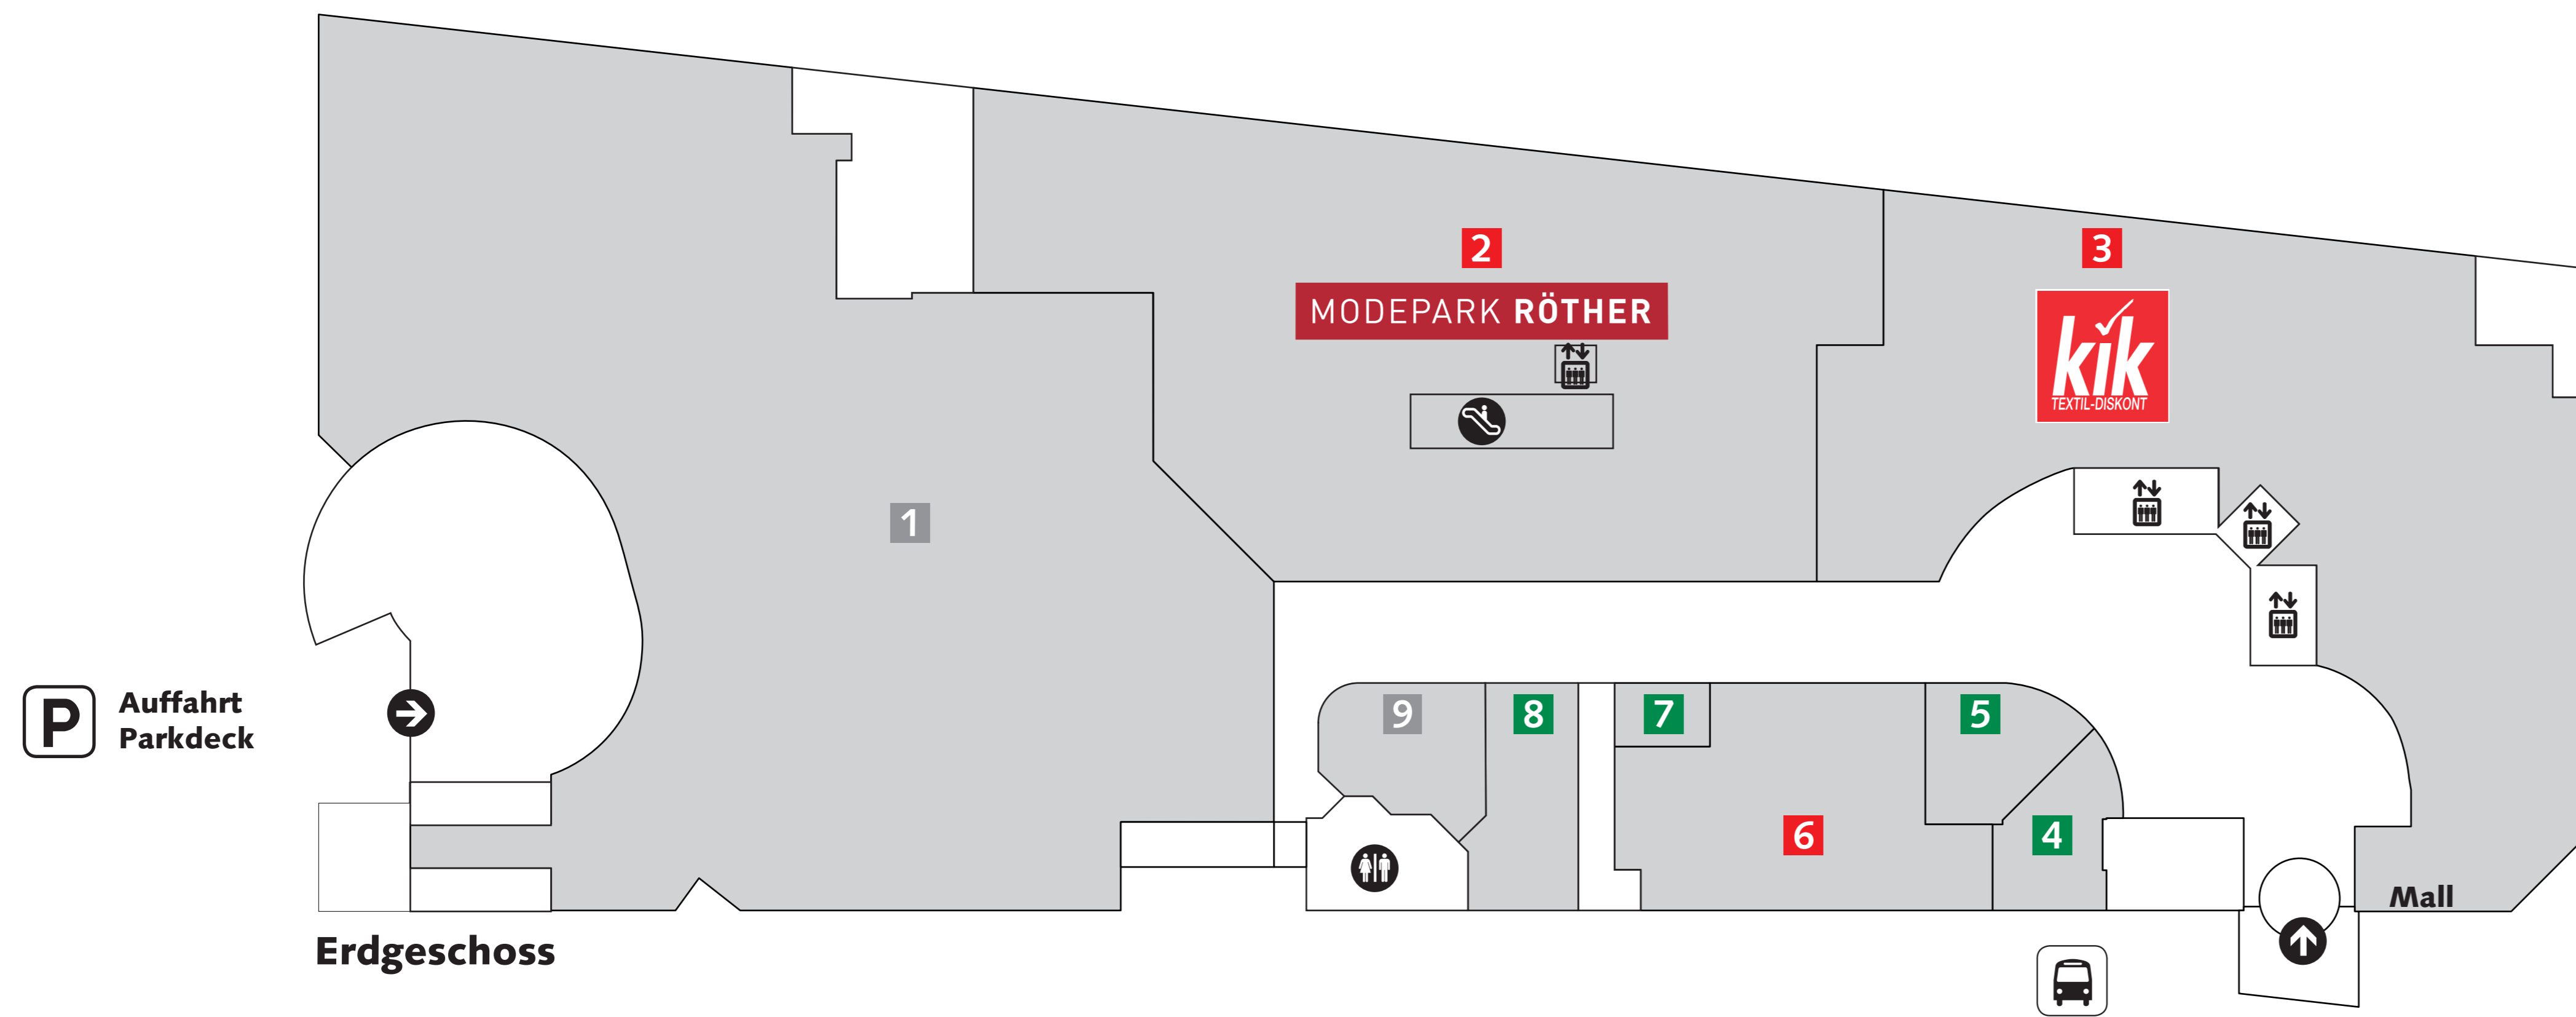 2
MODEPARK RÖTHER
3
kik
TEXTIL-DISKONT
1
P
Auffahrt
Parkdeck
9
8
7
5
6
4
Mall
Erdgeschoss